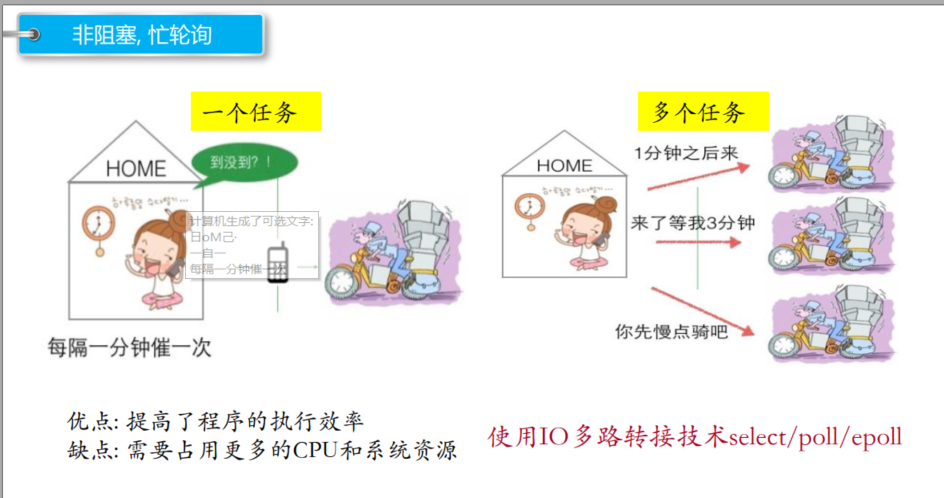 非阻塞, 忙轮询
一个任务
HOME
到没到？！
计算机生成了可选文字:
日oM己·
一自一
每隔一分钟催一次
每隔一分钟催一次
优点: 提高了程序的执行效率
缺点: 需要占用更多的CPU和系统资源
多个任务
HOME
1分钟之后来
来了等我3分钟
你先慢点骑吧
使用IO多路转接技术select/poll/epoll